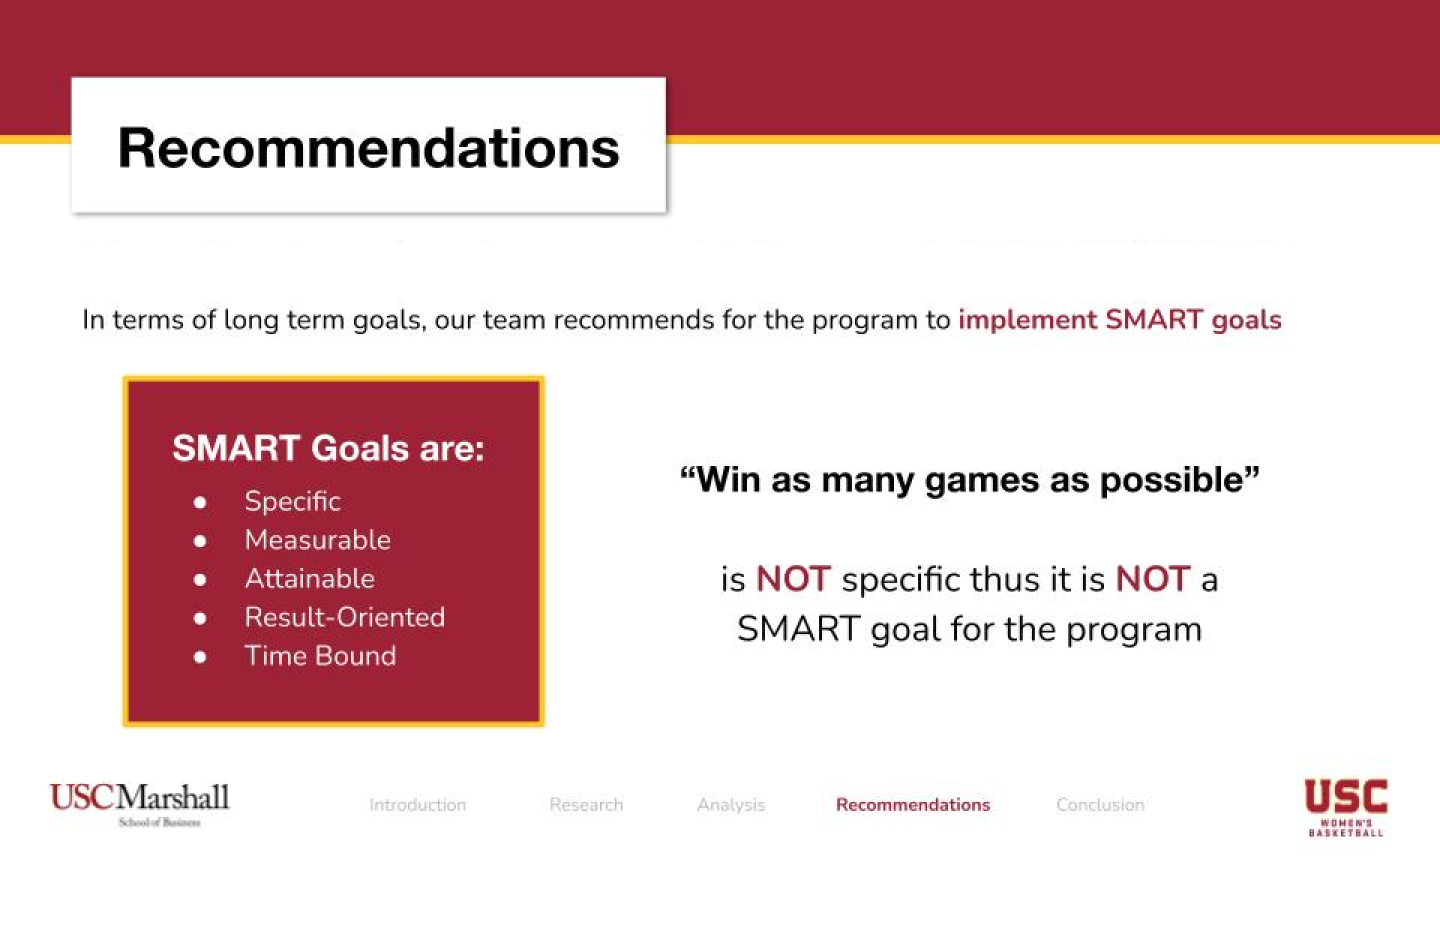 Recommendations
In terms of long term goals, our team recommends for the program to implement SMART goals
SMART Goals are:
● Specific
● Measurable
● Attainable
● Result-Oriented
● Time Bound
“Win as many games as possible”
is NOT specific thus it is NOT a
SMART goal for the program
USC Marshall
School of Business
Introduction Research Analysis Recommendations Conclusion
USC
WOMEN'S
BASKETBALL